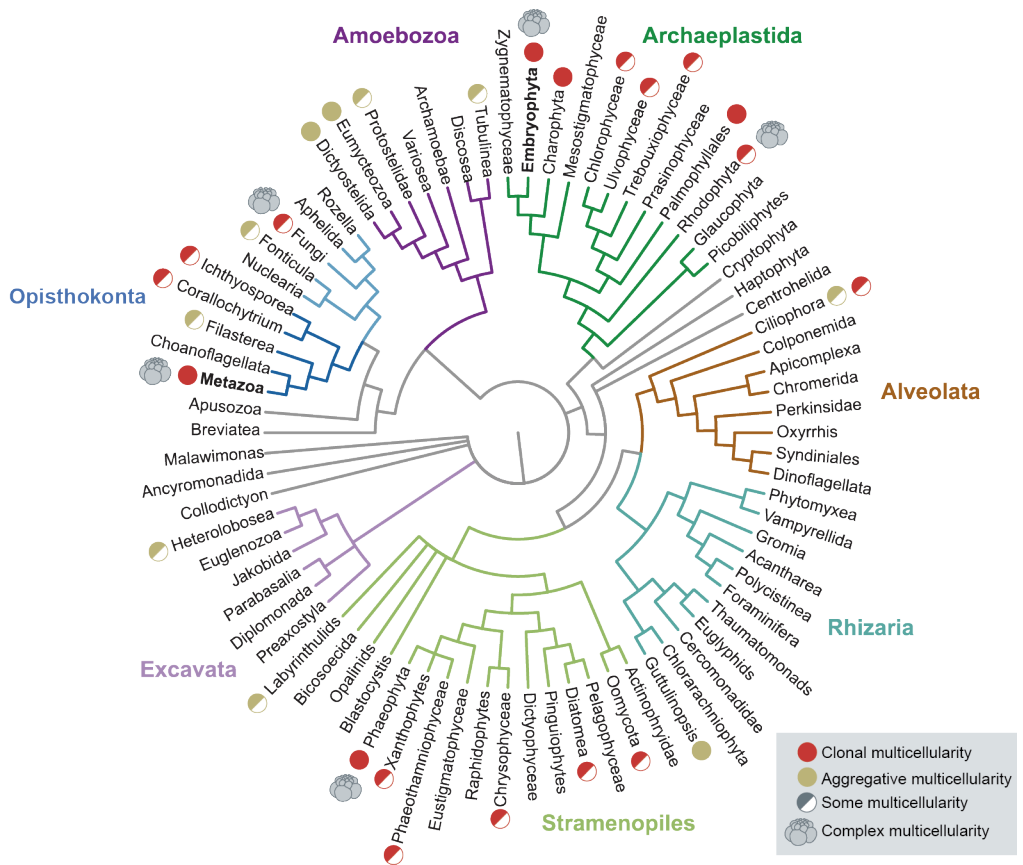 Amoebozoa
Archaeplastida
Opisthokonta
Alveolata
Rhizaria
Excavata
Stramenopiles
Zygnematophyceae
Embryophyta
Charophyta
Mesostigmatophyceae
Chlorophyceae
Ulvophyceae
Trebouxiophyceae
Prasinophyceae
Palmophyllales
Rhodophyta
Glaucophyta
Picobiliphytes
Cryptophyta
Haptophyta
Centrohelida
Ciliophora
Colponemida
Apicomplexa
Chromerida
Perkinsidae
Oxyrrhis
Syndiniales
Dinoflagellata
Phytomyxea
Vampyrellida
Gromia
Acantharea
Polycistinea
Foraminifera
Thaumatomonads
Euglyphids
Cercomonadidae
Chlorarachniophyta
Guttulinopsis
Actinophryidae
Oomycota
Pelagophyceae
Diatomea
Pinguiophytes
Dictyophyceae
Chrysophyceae
Raphidophytes
Eustigmatophyceae
Phaeothamniophyceae
Xanthophytes
Phaeophyta
Blastocystis
Opalinids
Bicosoecida
Labyrinthulids
Preaxostyla
Diplomonada
Parabasalia
Jakobida
Euglenozoa
Heterolobosea
Collodictyon
Ancyromonadida
Malawimonas
Breviatea
Apusozoa
Metazoa
Choanoflagellata
Filasterea
Corallochytrium
Ichthyosporea
Nuclearia
Fonticula
Fungi
Aphelida
Rozella
Dictyostelida
Eumycteozoa
Protostelidae
Variosea
Archamoebae
Discosea
Tubulinea
Clonal multicellularity
Aggregative multicellularity
Some multicellularity
Complex multicellularity